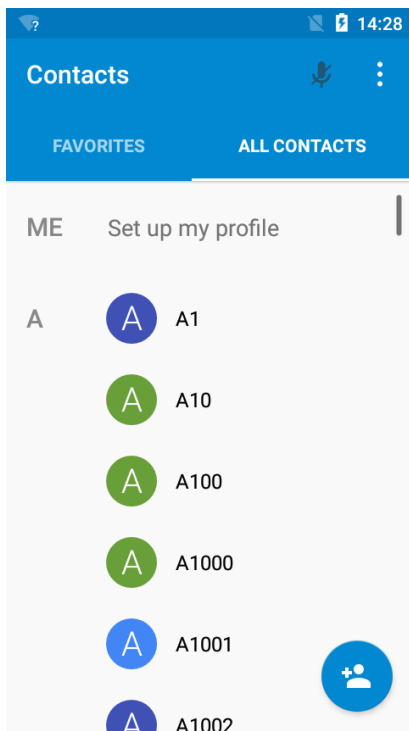 ? 14:28
Contacts
FAVORITES ALL CONTACTS
ME Set up my profile
A A A1
A A10
A A100
A A1000
A A1001
A A1002